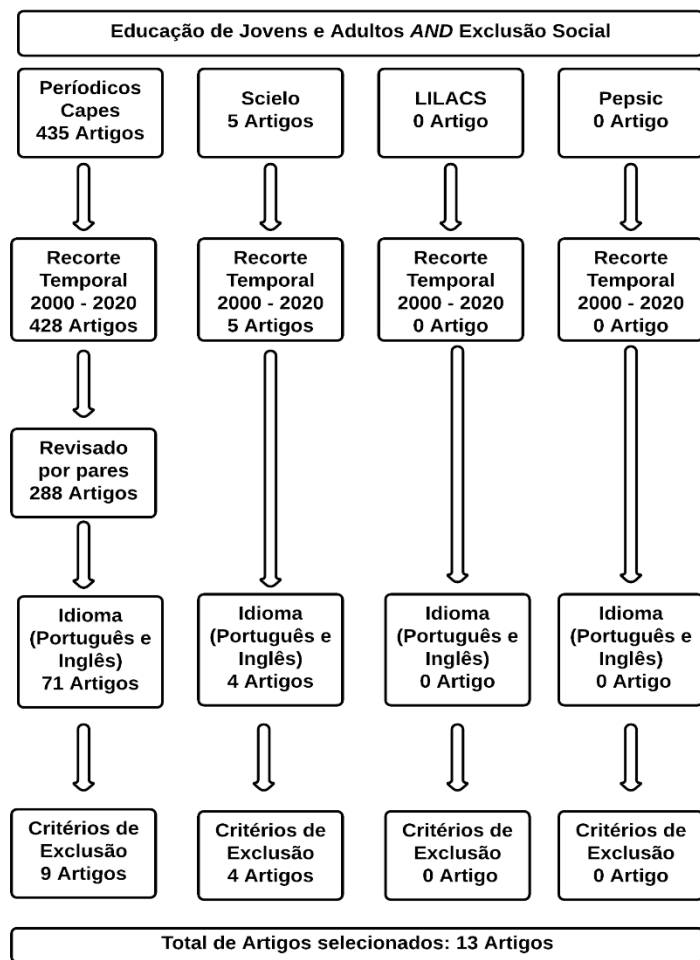 Educação de Jovens e Adultos AND Exclusão Social
Períodicos
Capes
435 Artigos
Scielo
5 Artigos
LILACS
0 Artigo
Pepsic
0 Artigo
Recorte
Temporal
2000 - 2020
428 Artigos
Recorte
Temporal
2000 - 2020
5 Artigos
Recorte
Temporal
2000 - 2020
0 Artigo
Recorte
Temporal
2000 - 2020
0 Artigo
Revisado
por pares
288 Artigos
Idioma
(Português e
Inglês)
71 Artigos
Idioma
(Português e
Inglês)
4 Artigos
Idioma
(Português e
Inglês)
0 Artigo
Idioma
(Português e
Inglês)
0 Artigo
Critérios de
Exclusão
9 Artigos
Critérios de
Exclusão
4 Artigos
Critérios de
Exclusão
0 Artigo
Critérios de
Exclusão
0 Artigo
Total de Artigos selecionados: 13 Artigos